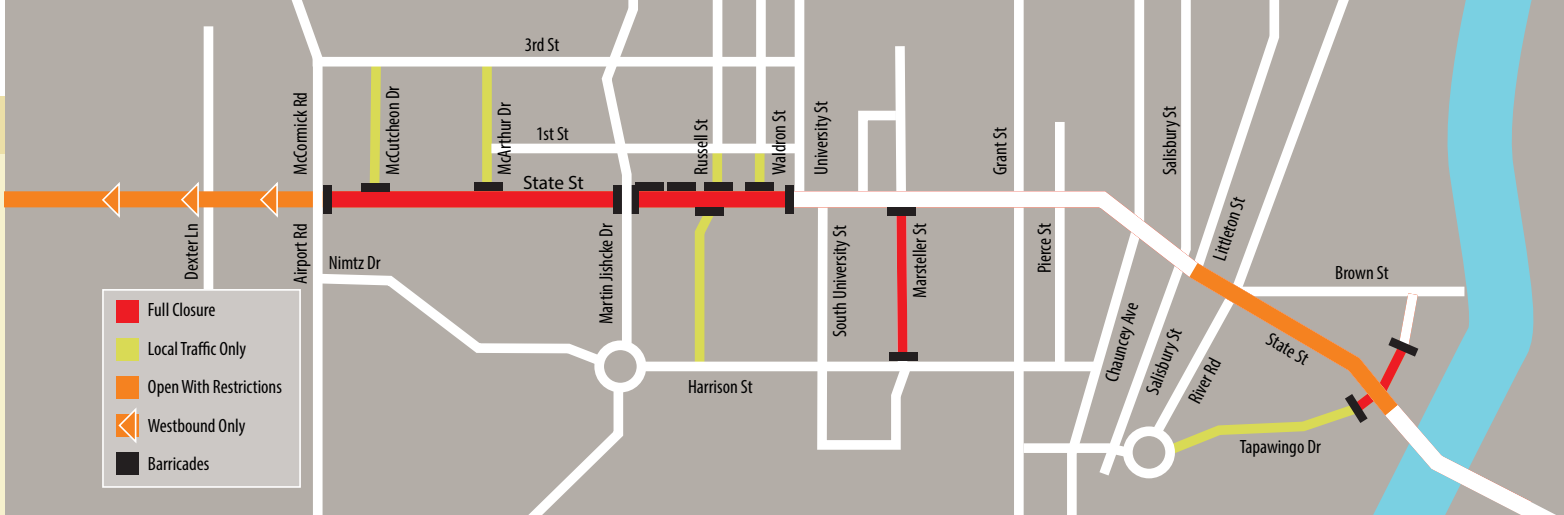 3rd St
McCormick Rd
McCutcheon Dr
McArthur Dr
1st St
State St
Russell St
Waldron St
University St
Grant St
Salisbury St
Dexter Ln
Airport Rd
Nimtz Dr
Martin Jishcke Dr
South University St
Marsteller St
Pierce St
Littleton St
Brown St
Chauncey Ave
Salisbury St
River Rd
State St
Harrison St
Tapawingo Dr
Full Closure
Local Traffic Only
Open With Restrictions
Westbound Only
Barricades